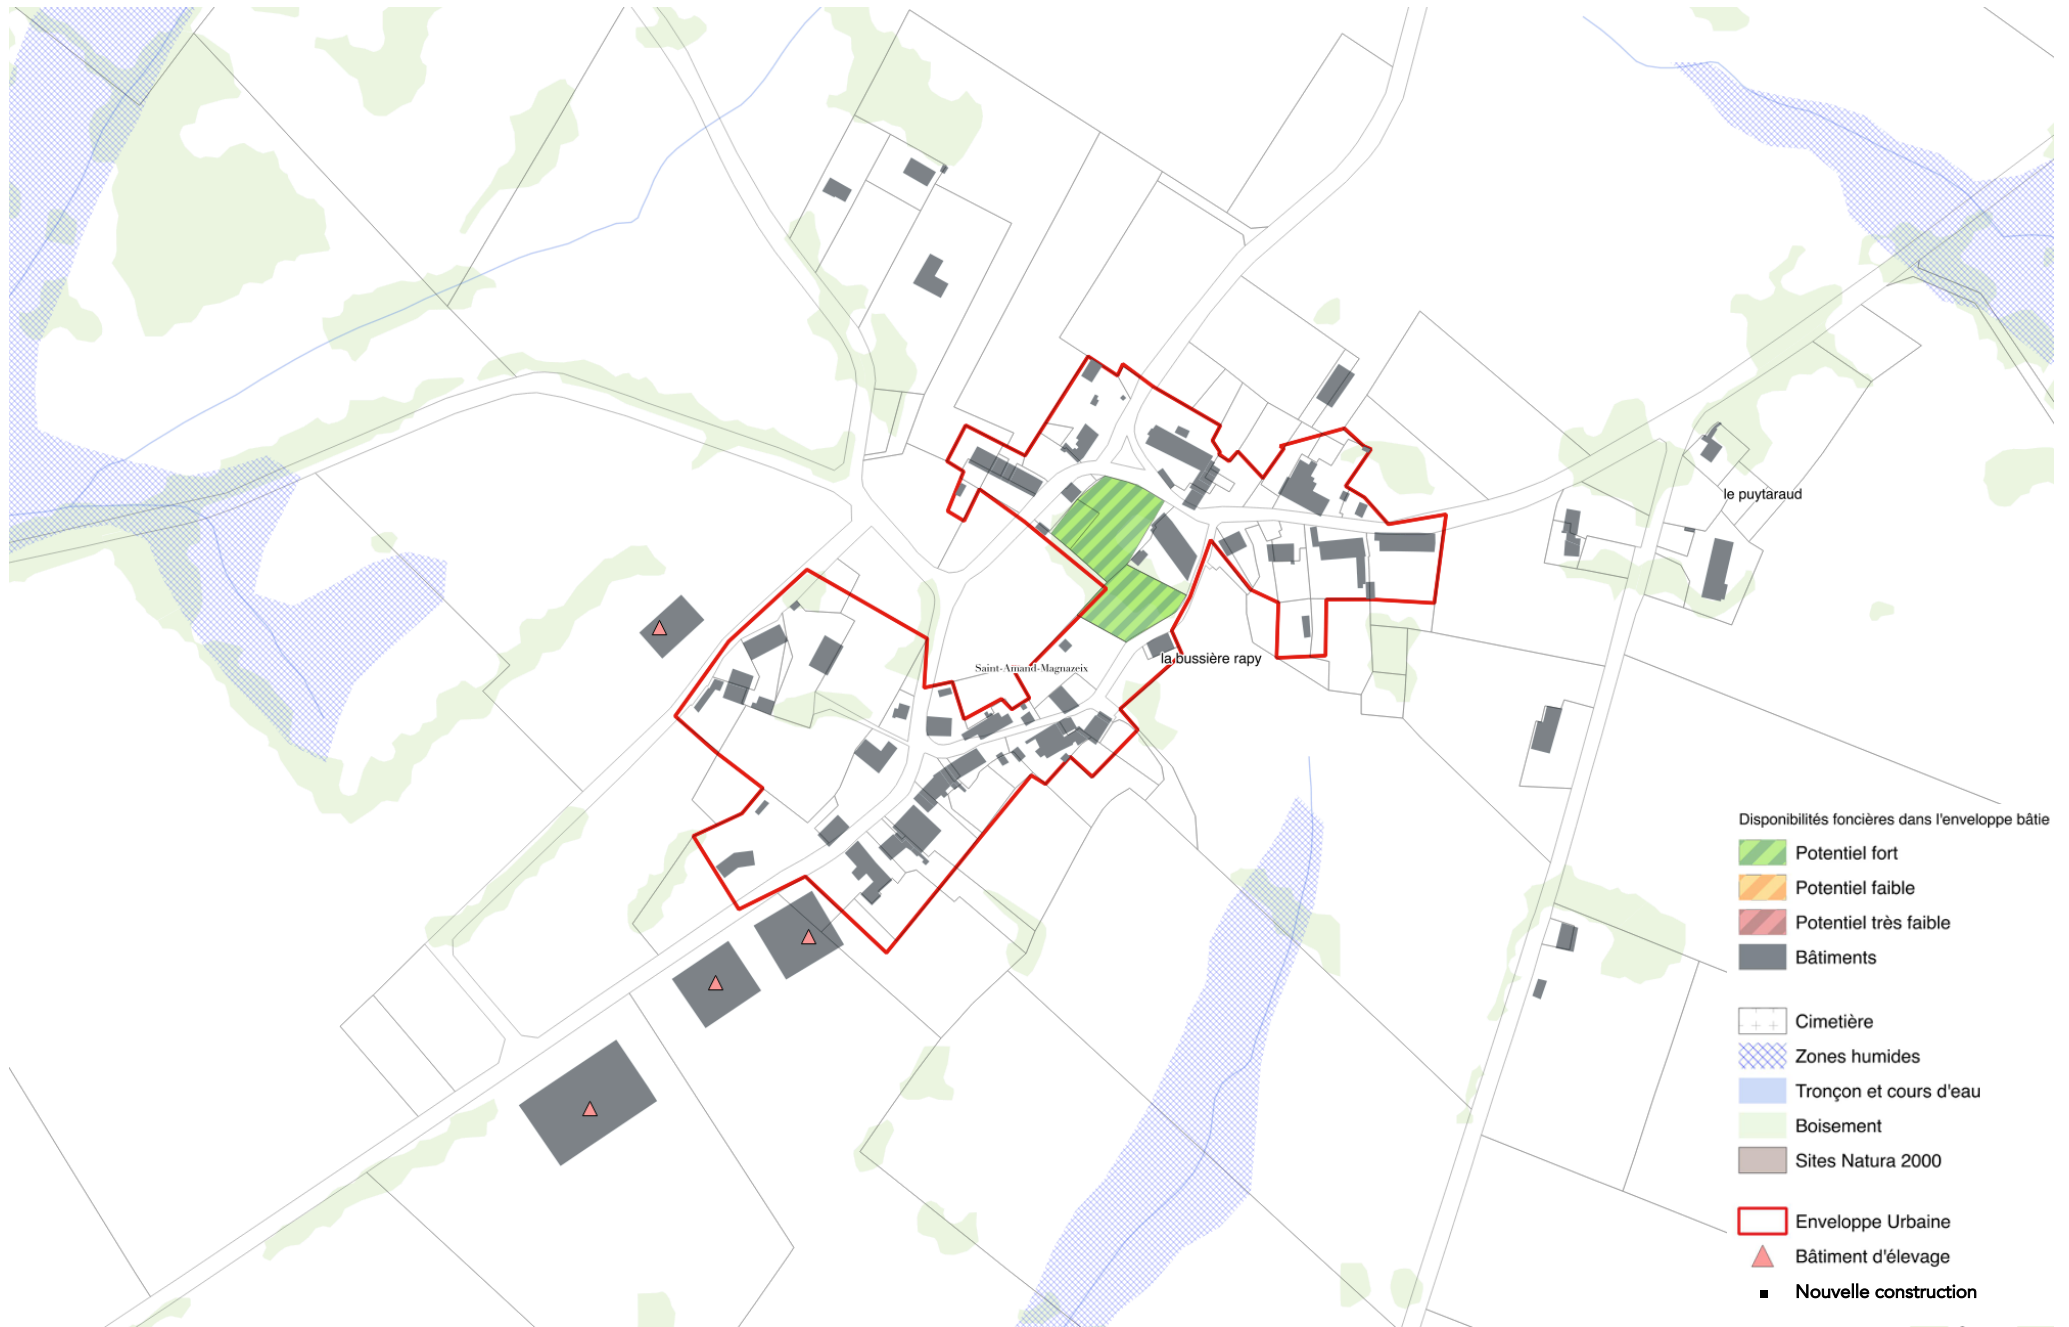 le puytaraud
la bussière rapy
Saint-Amand-Magnazeix
Disponibilités foncières dans l'enveloppe bâtie
Potentiel fort
Potentiel faible
Potentiel très faible
Bâtiments
Cimetière
Zones humides
Tronçon et cours d'eau
Boisement
Sites Natura 2000
Enveloppe Urbaine
Bâtiment d'élevage
Nouvelle construction